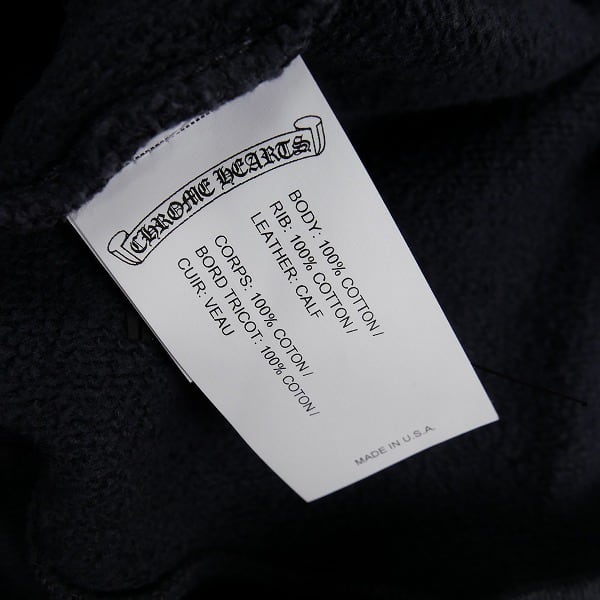 CHROME HEARTS
BODY: 100% COTTON /
RIB: 100% COTTON /
LEATHER: CALF
CORPS: 100% COTON /
BORD TRICOT: 100% COTON /
CUIR: VEAU
MADE IN U.S.A.